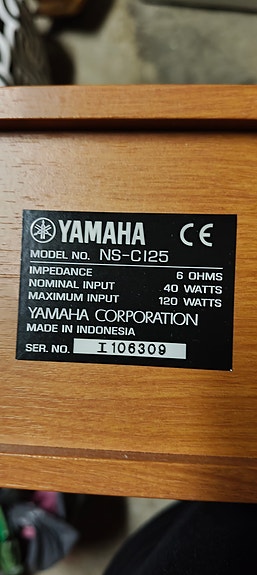 YAMAHA CE
MODEL NO. NS-C125
IMPEDANCE 6 OHMS
NOMINAL INPUT 40 WATTS
MAXIMUM INPUT 120 WATTS
YAMAHA CORPORATION
MADE IN INDONESIA
SER. NO. I106309